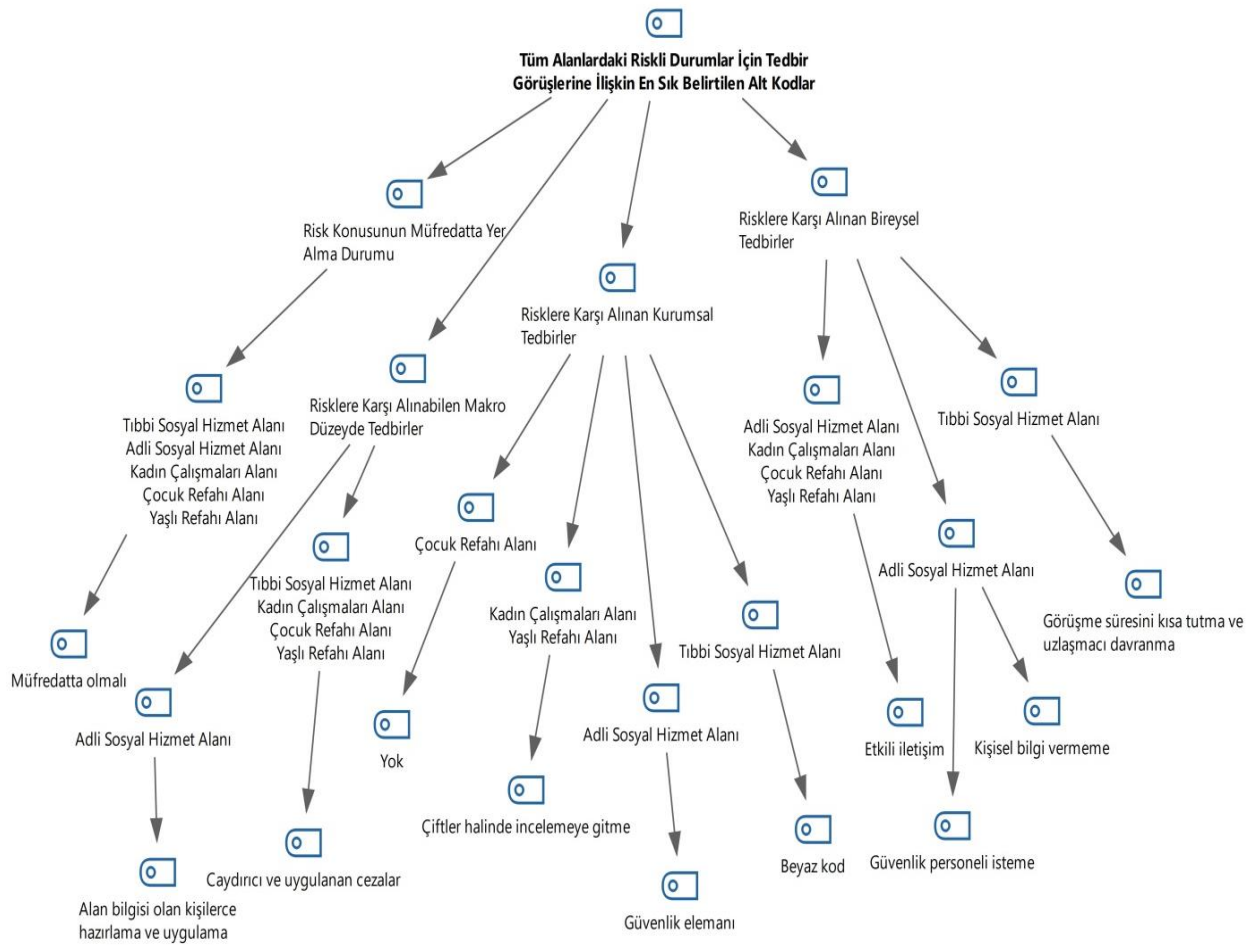 Tüm Alanlardaki Riskli Durumlar İçin Tedbir
Görüşlerine İlişkin En Sık Belirtilen Alt Kodlar
Risk Konusunun Müfredatta Yer
Alma Durumu
Risklere Karşı Alınan Bireysel
Tedbirler
Risklere Karşı Alınan Kurumsal
Tedbirler
Risklere Karşı Alınabilen Makro
Düzeyde Tedbirler
Tıbbi Sosyal Hizmet Alanı
Adli Sosyal Hizmet Alanı
Kadın Çalışmaları Alanı
Çocuk Refahı Alanı
Yaşlı Refahı Alanı
Adli Sosyal Hizmet Alanı
Kadın Çalışmaları Alanı
Çocuk Refahı Alanı
Yaşlı Refahı Alanı
Tıbbi Sosyal Hizmet Alanı
Çocuk Refahı Alanı
Tıbbi Sosyal Hizmet Alanı
Kadın Çalışmaları Alanı
Çocuk Refahı Alanı
Yaşlı Refahı Alanı
Kadın Çalışmaları Alanı
Yaşlı Refahı Alanı
Adli Sosyal Hizmet Alanı
Görüşme süresini kısa tutma ve
uzlaşmacı davranma
Tıbbi Sosyal Hizmet Alanı
Müfredatta olmalı
Adli Sosyal Hizmet Alanı
Yok
Adli Sosyal Hizmet Alanı
Etkili iletişim
Kişisel bilgi vermeme
Çiftler halinde incelemeye gitme
Beyaz kod
Güvenlik personeli isteme
Caydırıcı ve uygulanan cezalar
Alan bilgisi olan kişilerce
hazırlama ve uygulama
Güvenlik elemanı